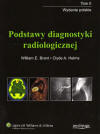 Tom II
Wydanie polskie
Podstawy diagnostyki
radiologicznej
William E. Brant • Clyde A. Helms